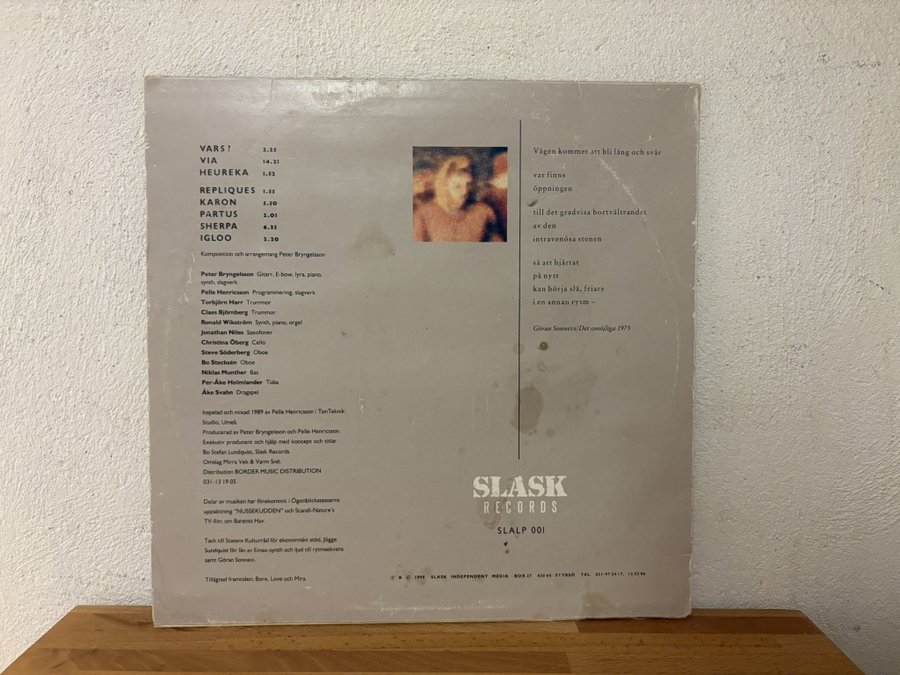 VARS? 2.25
VIA 14.21
HEUREKA 1.52
REPLIQUES 1.55
KARON 5.50
PARTUS 2.01
SHERPA 6.35
IGLOO 2.20
Komposition och arrangemang Peter Bryngelsson
Peter Bryngelsson Gitarr, E-bow, lyra, piano,
synth, slagverk
Pelle Henricsson Programmering, slagverk
Torbjörn Harr Trummor
Claes Björnberg Trummor
Ronald Wikström Synth, piano, orgel
Jonathan Niles Saxofoner
Christina Öberg Cello
Steve Söderberg Oboe
Bo Stecksén Oboe
Niklas Munther Bas
Per-Åke Holmlander Tuba
Åke Svahn Dragspel
Inspelad och mixad 1989 av Pelle Henricsson i TonTeknik
Studio, Umeå.
Producerad av Peter Bryngelsson och Pelle Henricsson.
Exekutiv producent och hjälp med koncept och titlar
Bo Stefan Lundquist, Slask Records.
Omslag Mirra Visk & Varm Snö.
Distribution BORDER MUSIC DISTRIBUTION
031-13 19 05
Delar av musiken har förekommit i Ögonblicksteaterns
uppsättning "NUSSEKUDDEN" och Scandi-Nature's
TV-film om Barents Hav.
Tack till Statens Kulturråd för ekonomiskt stöd, Jögge
Sundquist för lån av Emax-synth och ljud till rytmsekvens
samt Göran Sonnevi.
Tillägnad framtiden; Bore, Love och Mira.
Vägen kommer att bli lång och svår
var finns
öppningen
till det gradvisa bortvältrandet
av den
intravenösa stenen
så att hjärtat
på nytt
kan börja slå, friare
i en annan rytm –
Göran Sonnevi/Det omöjliga 1975
SLASK
RECORDS
SLALP 001
SLASK INDEPENDENT MEDIA BOX 27